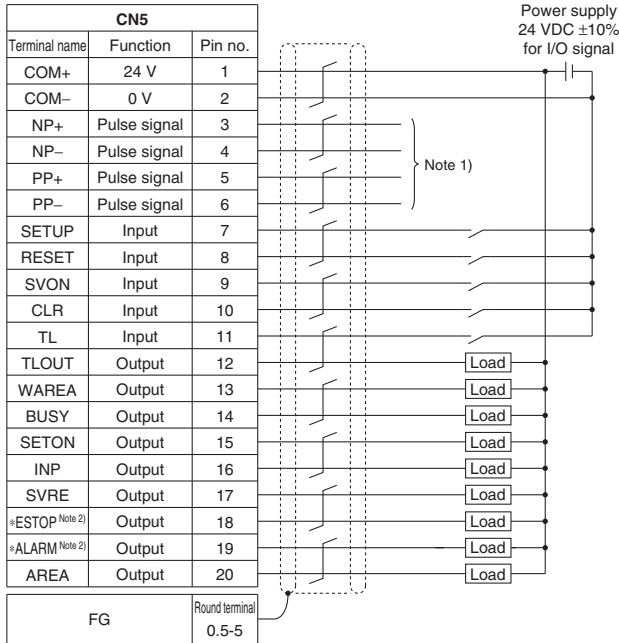 CN5
Terminal name Function Pin no.
COM+ 24 V 1
COM− 0 V 2
NP+ Pulse signal 3
NP− Pulse signal 4
PP+ Pulse signal 5
PP− Pulse signal 6
SETUP Input 7
RESET Input 8
SVON Input 9
CLR Input 10
TL Input 11
TLOUT Output 12
WAREA Output 13
BUSY Output 14
SETON Output 15
INP Output 16
SVRE Output 17
∗ESTOP Note 2) Output 18
∗ALARM Note 2) Output 19
AREA Output 20
FG Round terminal
0.5-5
Power supply
24 VDC ±10%
for I/O signal
Note 1)
Load
Load
Load
Load
Load
Load
Load
Load
Load